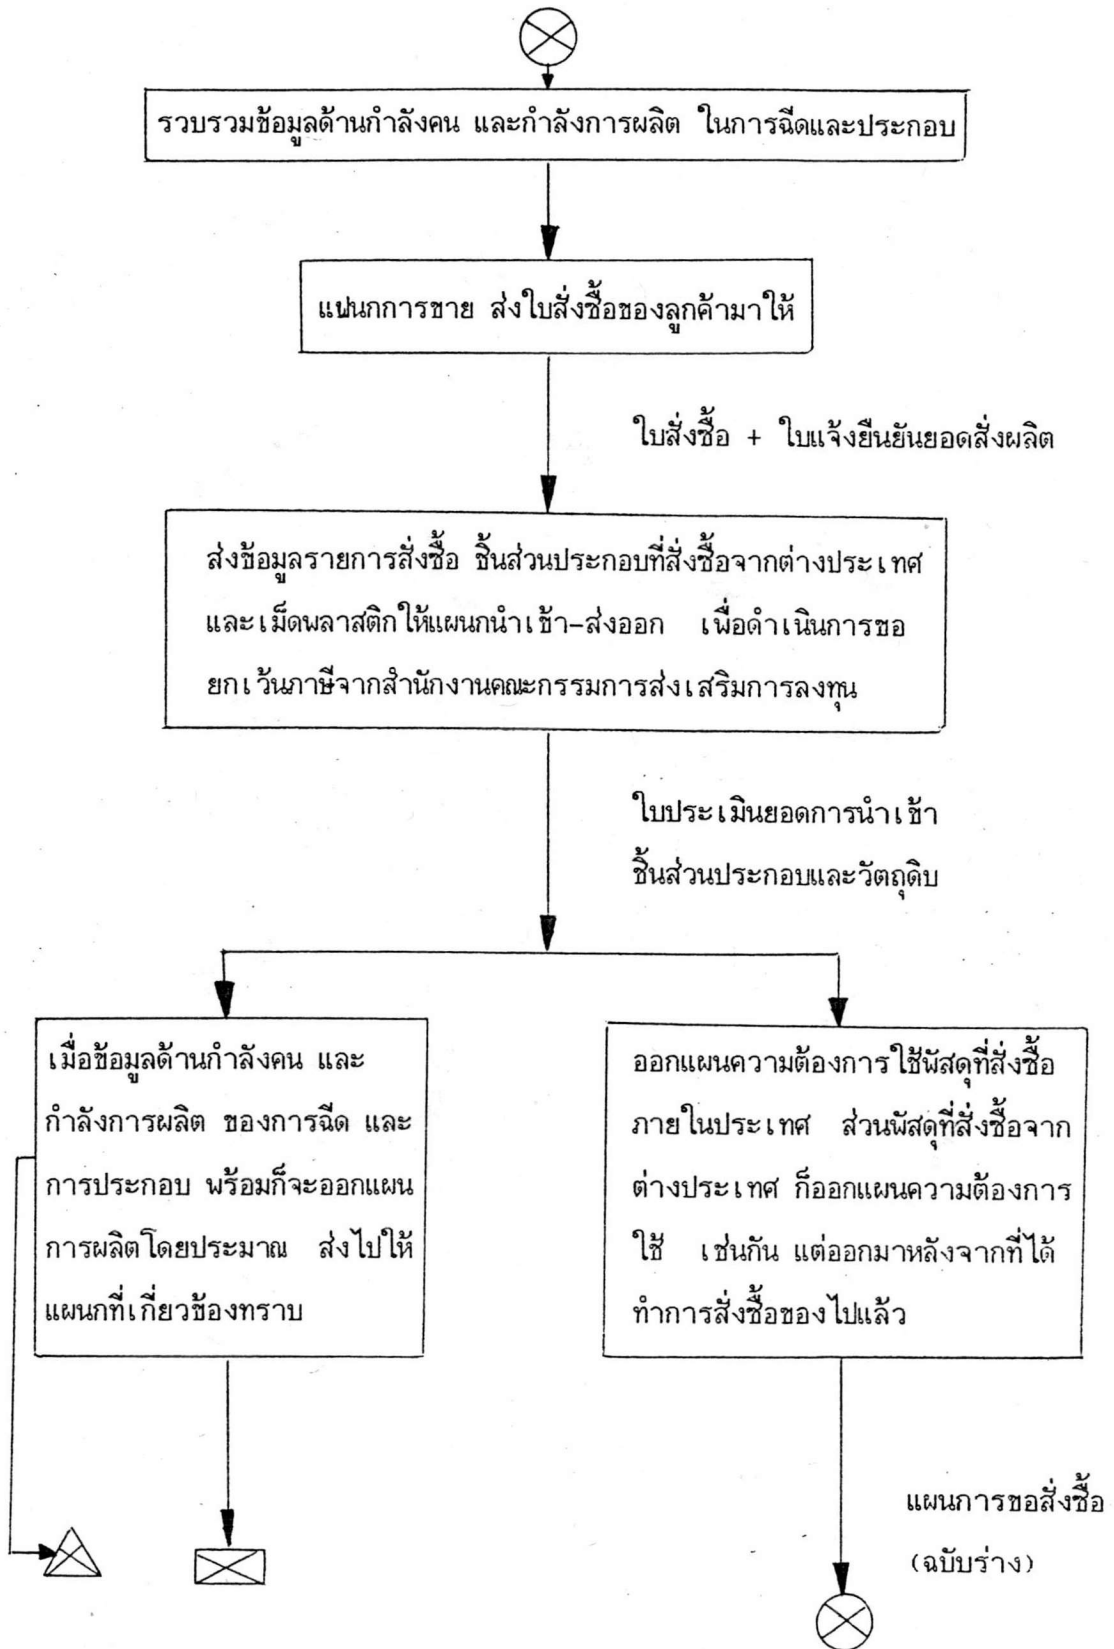 รวบรวมข้อมูลด้านกำลังคน และกำลังการผลิต ในการฉีดและประกอบ
แผนกการขาย ส่งใบสั่งซื้อของลูกค้ามาให้
ใบสั่งซื้อ + ใบแจ้งยืนยันยอดสั่งผลิต
ส่งข้อมูลรายการสั่งซื้อ ชิ้นส่วนประกอบที่สั่งซื้อจากต่างประเทศ
และเม็ดพลาสติกให้แผนกนำเข้า-ส่งออก เพื่อดำเนินการขอ
ยกเว้นภาษีจากสำนักงานคณะกรรมการส่งเสริมการลงทุน
ใบประเมินยอดการนำเข้า
ชิ้นส่วนประกอบและวัตถุดิบ
เมื่อข้อมูลด้านกำลังคน และ
กำลังการผลิต ของการฉีด และ
การประกอบ พร้อมก็จะออกแผน
การผลิตโดยประมาณ ส่งไปให้
แผนกที่เกี่ยวข้องทราบ
ออกแผนความต้องการใช้พัสดุที่สั่งซื้อ
ภายในประเทศ ส่วนพัสดุที่สั่งซื้อจาก
ต่างประเทศ ก็ออกแผนความต้องการ
ใช้ เช่นกัน แต่ออกมาหลังจากที่ได้
ทำการสั่งซื้อของไปแล้ว
แผนการขอสั่งซื้อ
(ฉบับร่าง)